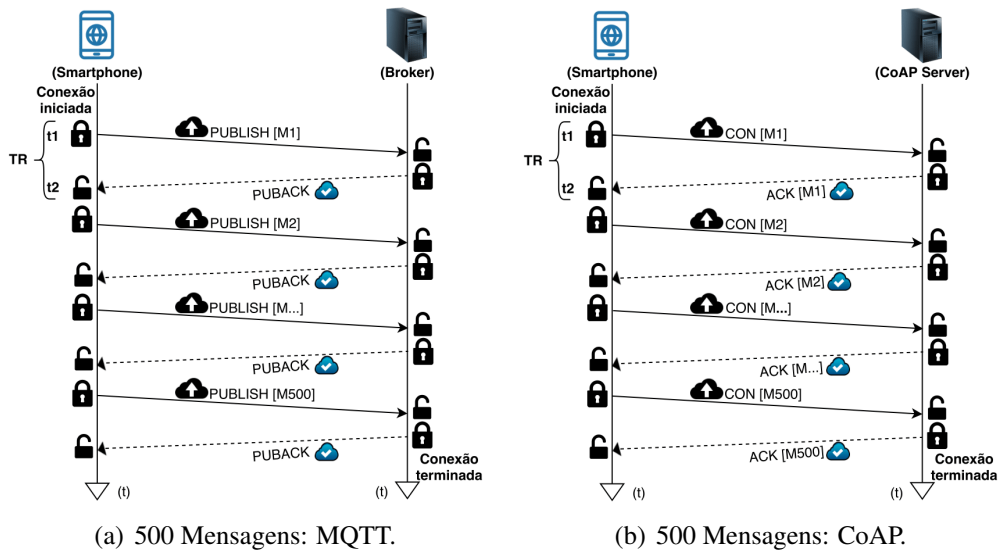 (Smartphone)
(Broker)
Conexão
iniciada
t1
TR
t2
PUBLISH [M1]
PUBACK
PUBLISH [M2]
PUBACK
PUBLISH [M...]
PUBACK
PUBLISH [M500]
PUBACK
Conexão
terminada
(t)
(t)
(a) 500 Mensagens: MQTT.
(Smartphone)
(CoAP Server)
Conexão
iniciada
t1
TR
t2
CON [M1]
ACK [M1]
CON [M2]
ACK [M2]
CON [M...]
ACK [M...]
CON [M500]
ACK [M500]
Conexão
terminada
(t)
(t)
(b) 500 Mensagens: CoAP.